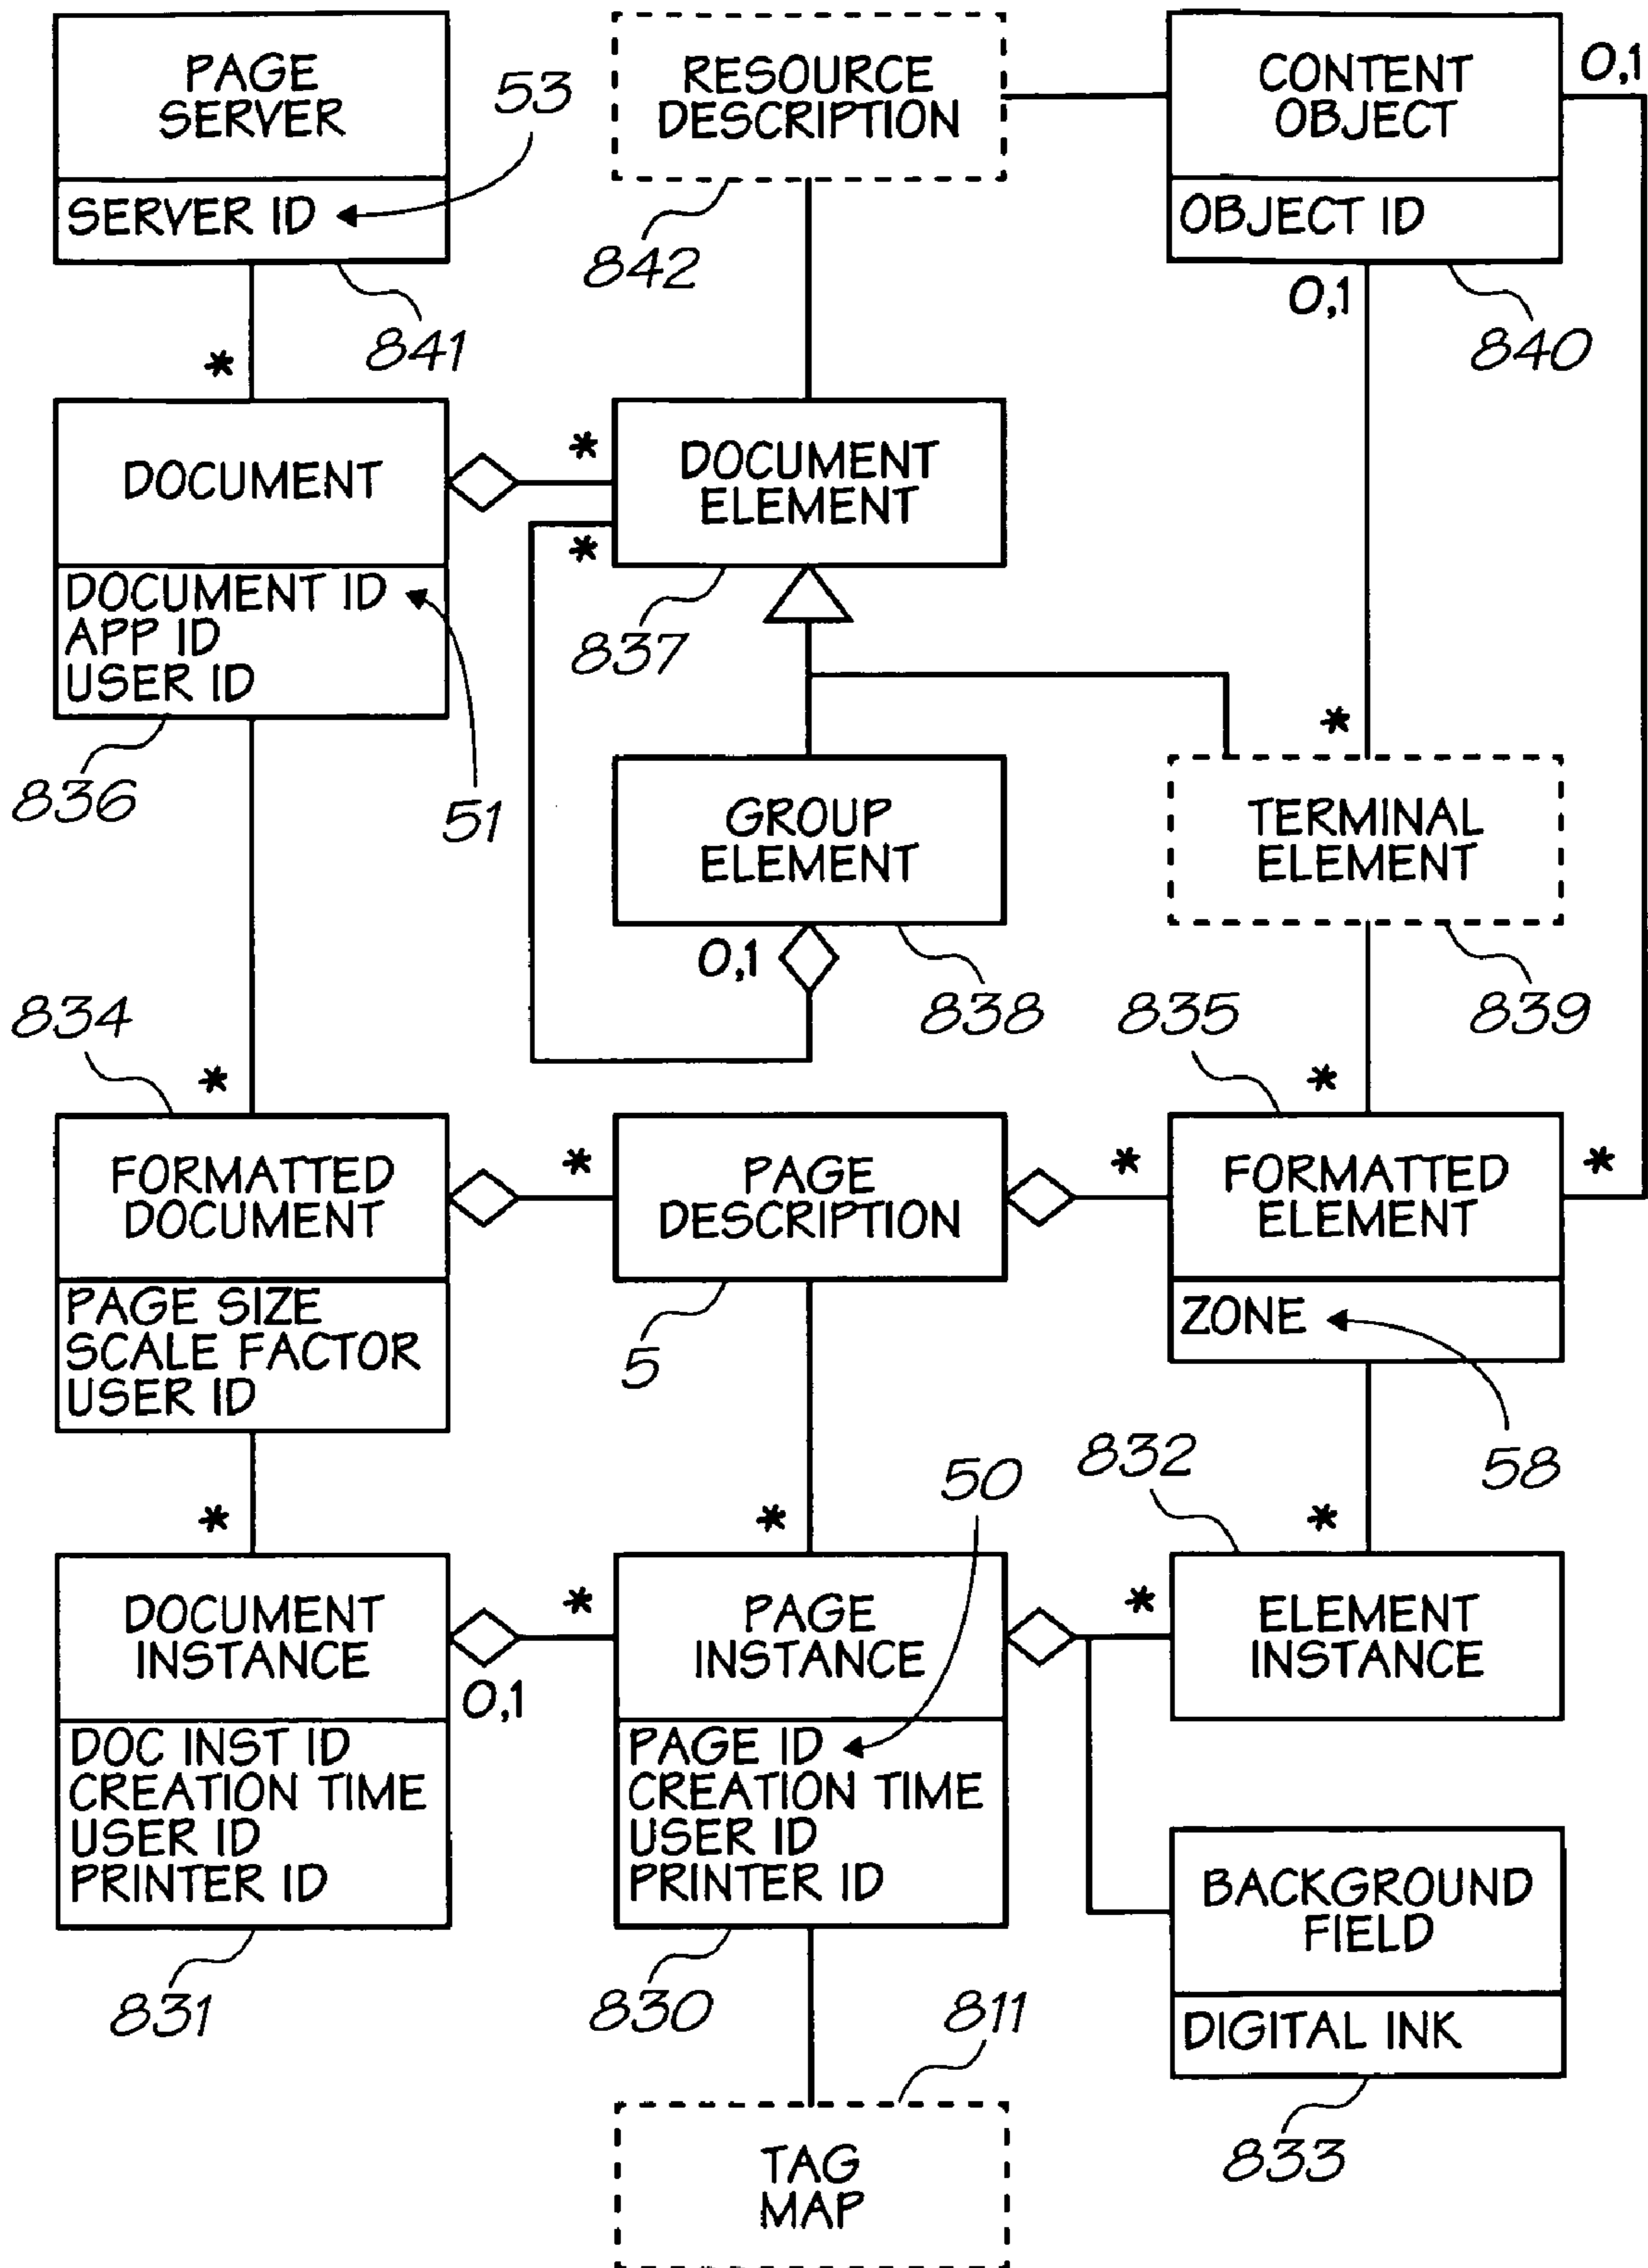 PAGE
SERVER
SERVER ID
53
841
RESOURCE
DESCRIPTION
842
CONTENT
OBJECT
OBJECT ID
0,1
0,1
840
*
DOCUMENT
DOCUMENT ID
APP ID
USER ID
836
51
*
*
DOCUMENT
ELEMENT
837
GROUP
ELEMENT
0,1
838
*
TERMINAL
ELEMENT
839
834
*
FORMATTED
DOCUMENT
PAGE SIZE
SCALE FACTOR
USER ID
*
PAGE
DESCRIPTION
5
835
*
*
*
FORMATTED
ELEMENT
ZONE
58
*
DOCUMENT
INSTANCE
0,1
DOC INST ID
CREATION TIME
USER ID
PRINTER ID
831
*
*
50
PAGE
INSTANCE
PAGE ID
CREATION TIME
USER ID
PRINTER ID
830
832
*
*
ELEMENT
INSTANCE
BACKGROUND
FIELD
DIGITAL INK
833
811
TAG
MAP